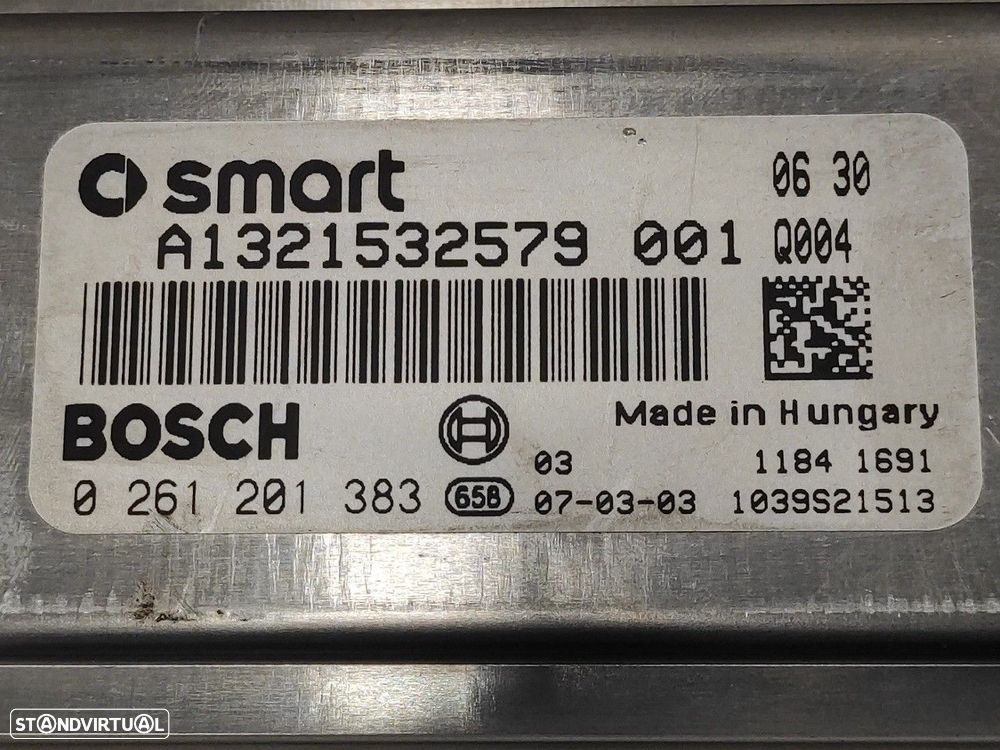 smart
06 30
A1321532579 001 Q004
BOSCH
Made in Hungary
03
1184 1691
0 261 201 383 658 07-03-03 1039S21513
STANDVIRTUAL